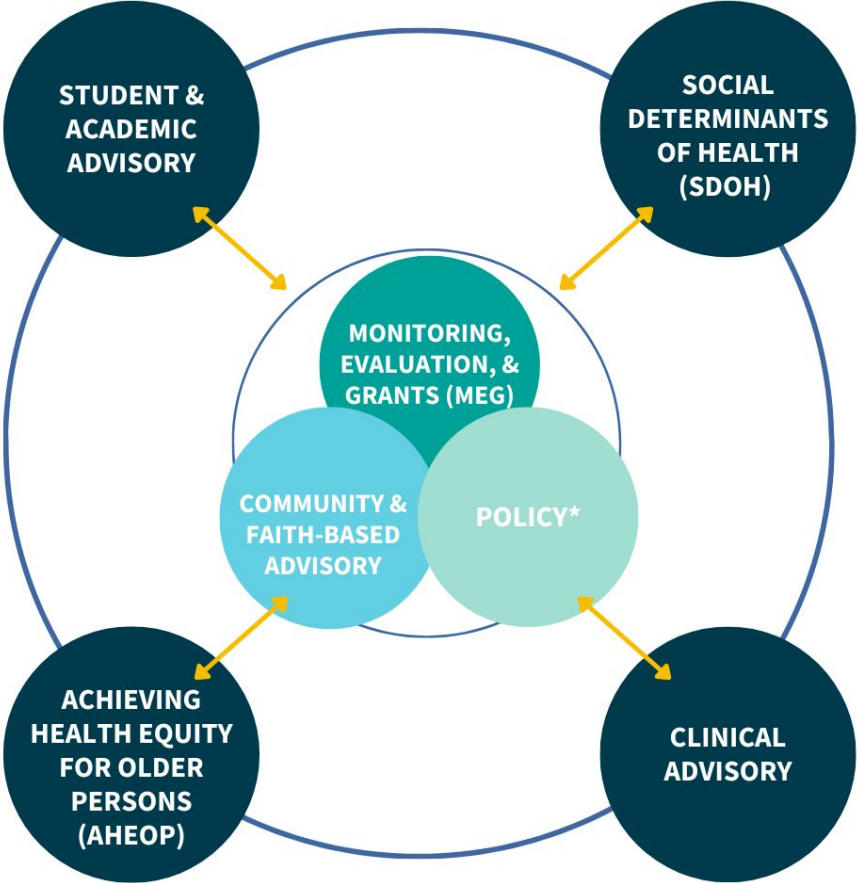 STUDENT &
ACADEMIC
ADVISORY
SOCIAL
DETERMINANTS
OF HEALTH
(SDOH)
MONITORING,
EVALUATION, &
GRANTS (MEG)
COMMUNITY &
FAITH-BASED
ADVISORY
POLICY*
ACHIEVING
HEALTH EQUITY
FOR OLDER
PERSONS
(AHEOP)
CLINICAL
ADVISORY